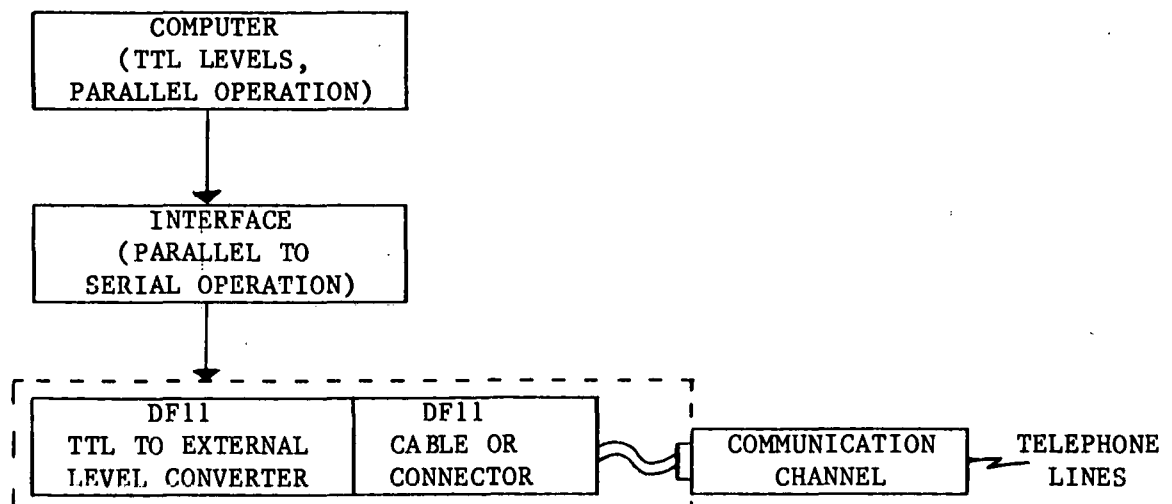 COMPUTER
(TTL LEVELS,
PARALLEL OPERATION)
INTERFACE
(PARALLEL TO
SERIAL OPERATION)
DF11
TTL TO EXTERNAL
LEVEL CONVERTER
DF11
CABLE OR
CONNECTOR
COMMUNICATION
CHANNEL
TELEPHONE
LINES